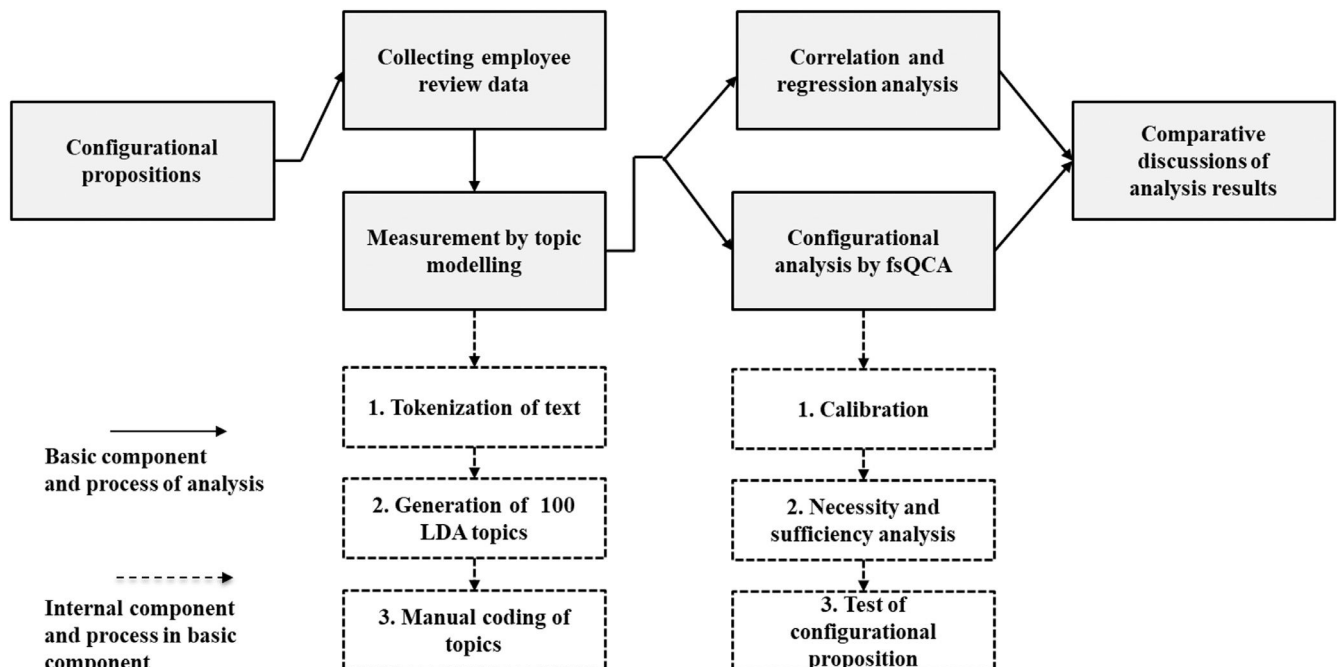 Configurational
propositions
Collecting employee
review data
Measurement by topic
modelling
Correlation and
regression analysis
Configurational
analysis by fsQCA
Comparative
discussions of
analysis results
1. Tokenization of text
2. Generation of 100
LDA topics
3. Manual coding of
topics
1. Calibration
2. Necessity and
sufficiency analysis
3. Test of
configurational
proposition
Basic component
and process of analysis
Internal component
and process in basic
component